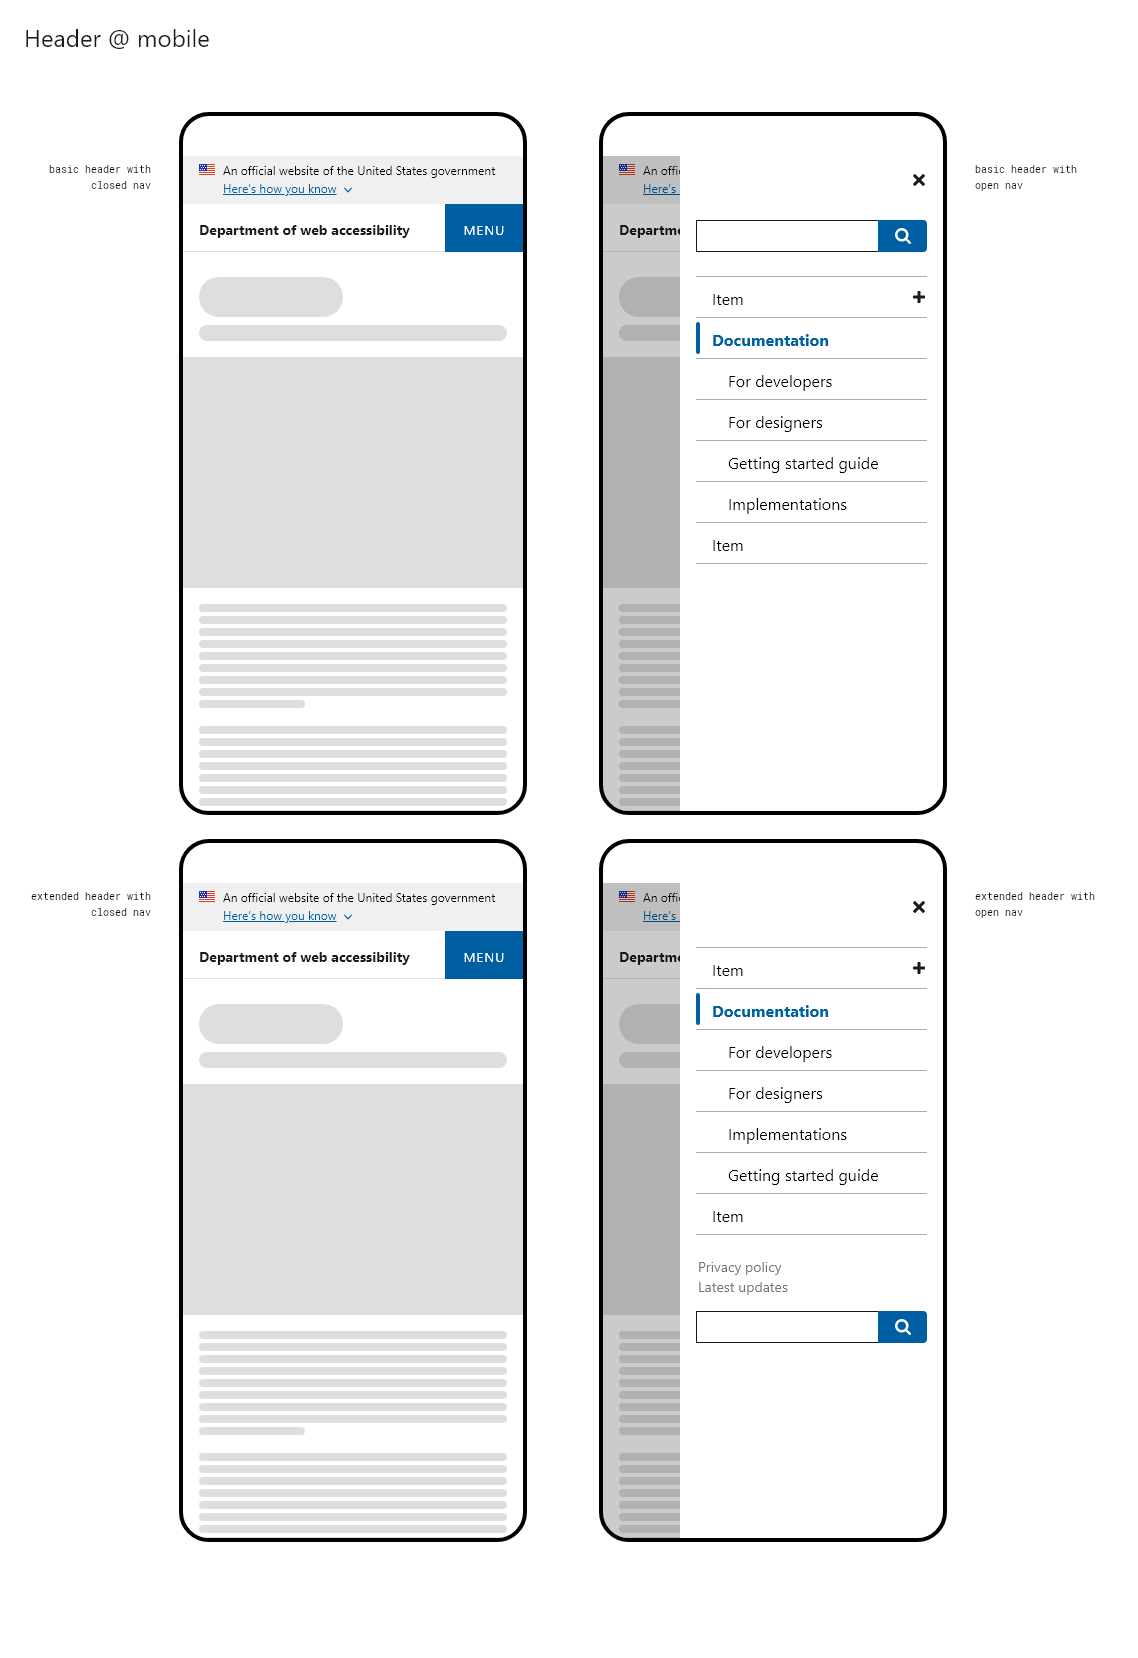 Header @ mobile
basic header with
closed nav
An official website of the United States government
Here's how you know
Department of web accessibility
MENU
An offi
Here's
Departme
Item
Documentation
For developers
For designers
Getting started guide
Implementations
Item
basic header with
open nav
extended header with
closed nav
An official website of the United States government
Here's how you know
Department of web accessibility
MENU
An offi
Here's
Departme
Item
Documentation
For developers
For designers
Implementations
Getting started guide
Item
Privacy policy
Latest updates
extended header with
open nav